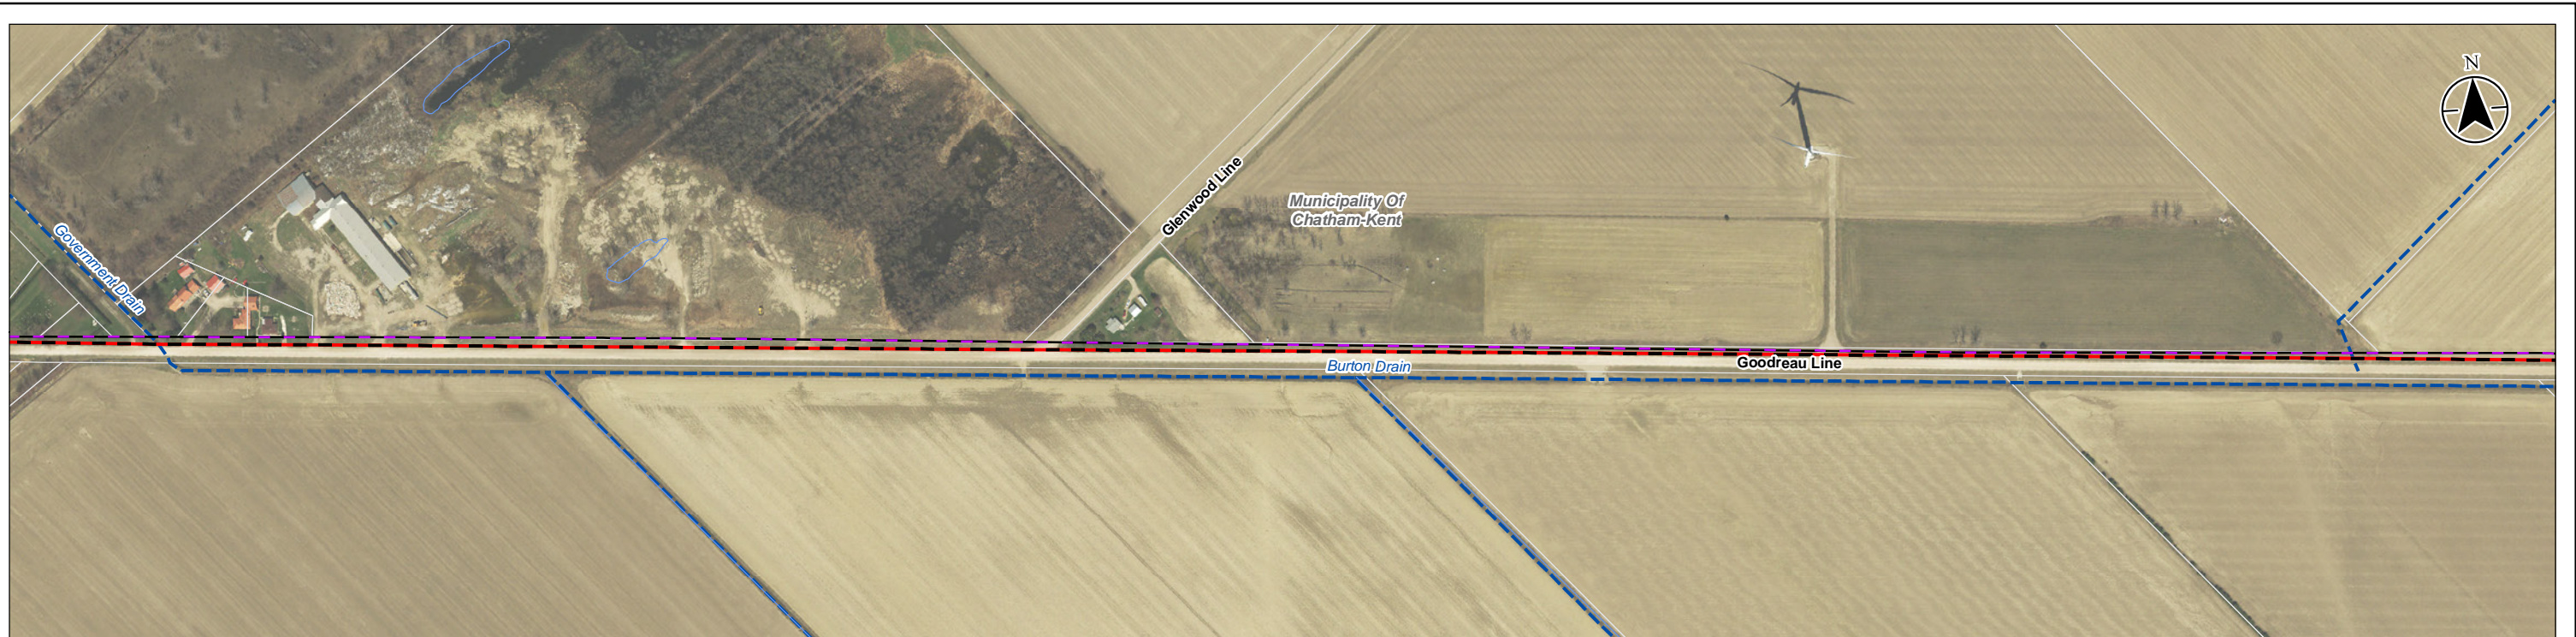 N
Glenwood Line
Municipality Of
Chatham-Kent
Government Drain
Burton Drain
Goodreau Line